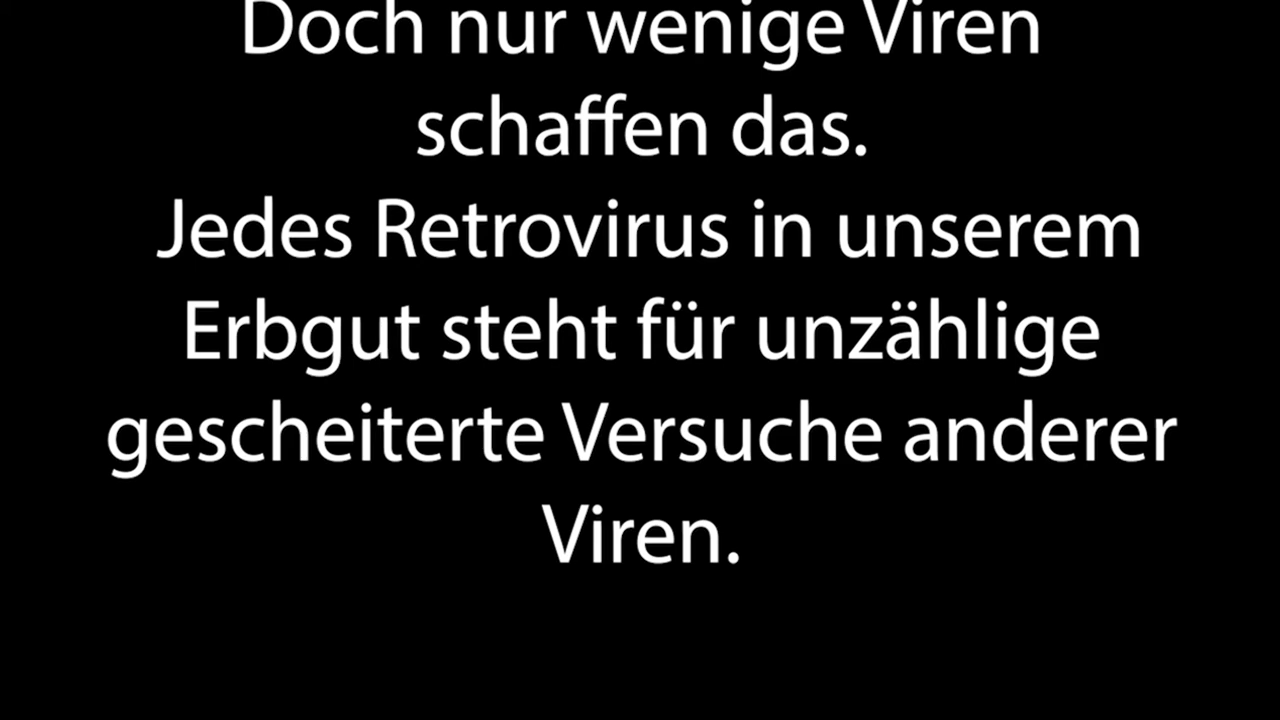 Doch nur wenige Viren
schaffen das.
Jedes Retrovirus in unserem
Erbgut steht für unzählige
gescheiterte Versuche anderer
Viren.